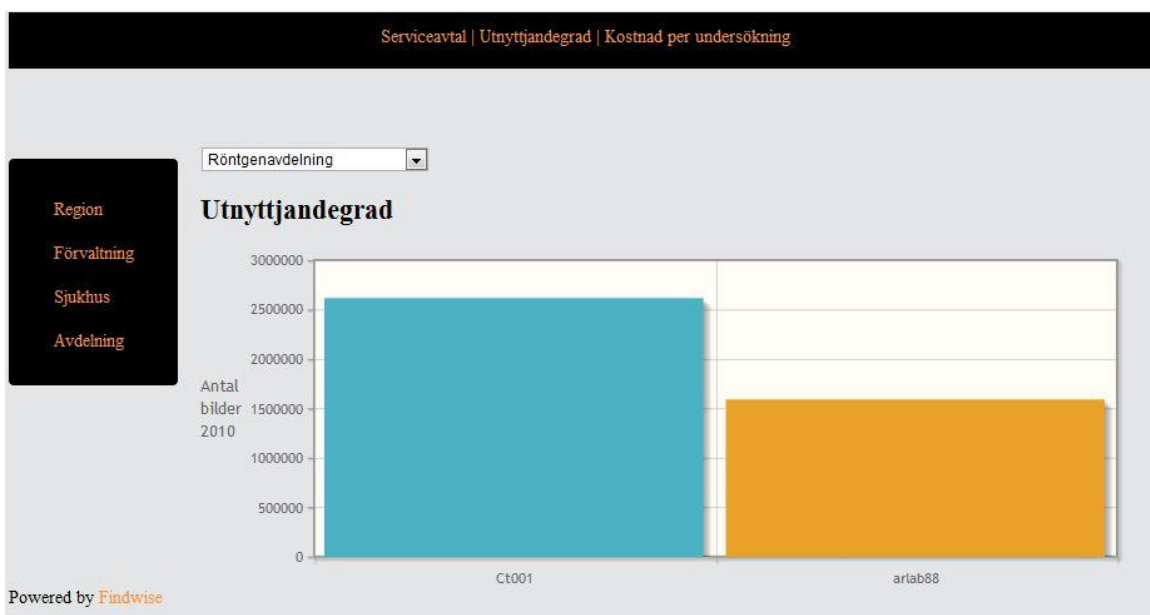 Serviceavtal | Utnyttjandegrad | Kostnad per undersökning
Röntgenavdelning
Region
Förvaltning
Sjukhus
Avdelning
Utnyttjandegrad
3000000
2500000
2000000
1500000
1000000
500000
0
Antal
bilder
2010
Ct001
arlab88
Powered by Findwise